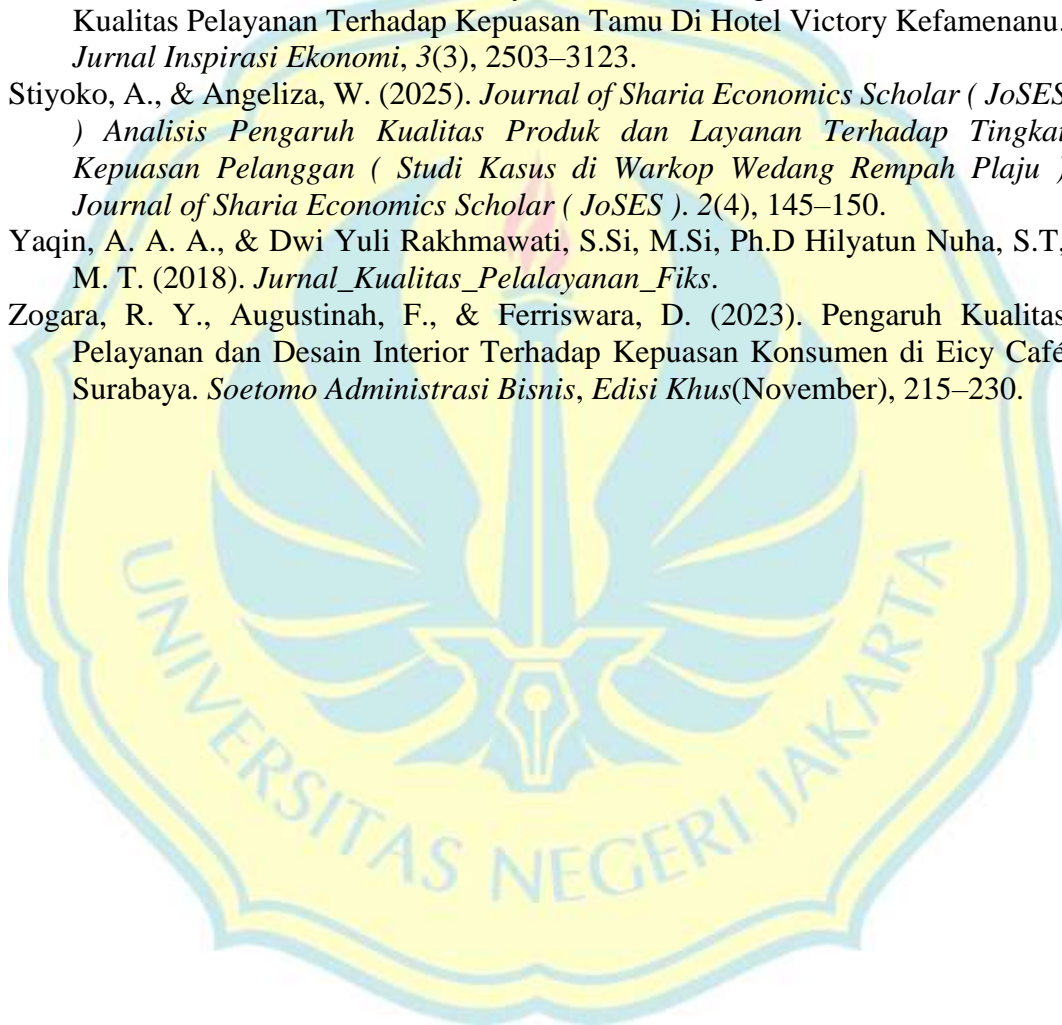 Kualitas Pelayanan Terhadap Kepuasan Tamu Di Hotel Victory Kefamenanu.
Jurnal Inspirasi Ekonomi, 3(3), 2503–3123.
Stiyoko, A., & Angeliza, W. (2025). Journal of Sharia Economics Scholar ( JoSES
) Analisis Pengaruh Kualitas Produk dan Layanan Terhadap Tingkat
Kepuasan Pelanggan ( Studi Kasus di Warkop Wedang Rempah Plaju )
Journal of Sharia Economics Scholar ( JoSES ). 2(4), 145–150.
Yaqin, A. A. A., & Dwi Yuli Rakhmawati, S.Si, M.Si, Ph.D Hilyatun Nuha, S.T,
M. T. (2018). Jurnal_Kualitas_Pelalayanan_Fiks.
Zogara, R. Y., Augustinah, F., & Ferriswara, D. (2023). Pengaruh Kualitas
Pelayanan dan Desain Interior Terhadap Kepuasan Konsumen di Eicy Café
Surabaya. Soetomo Administrasi Bisnis, Edisi Khus(November), 215–230.
UNIVERSITAS NEGERI JAKARTA